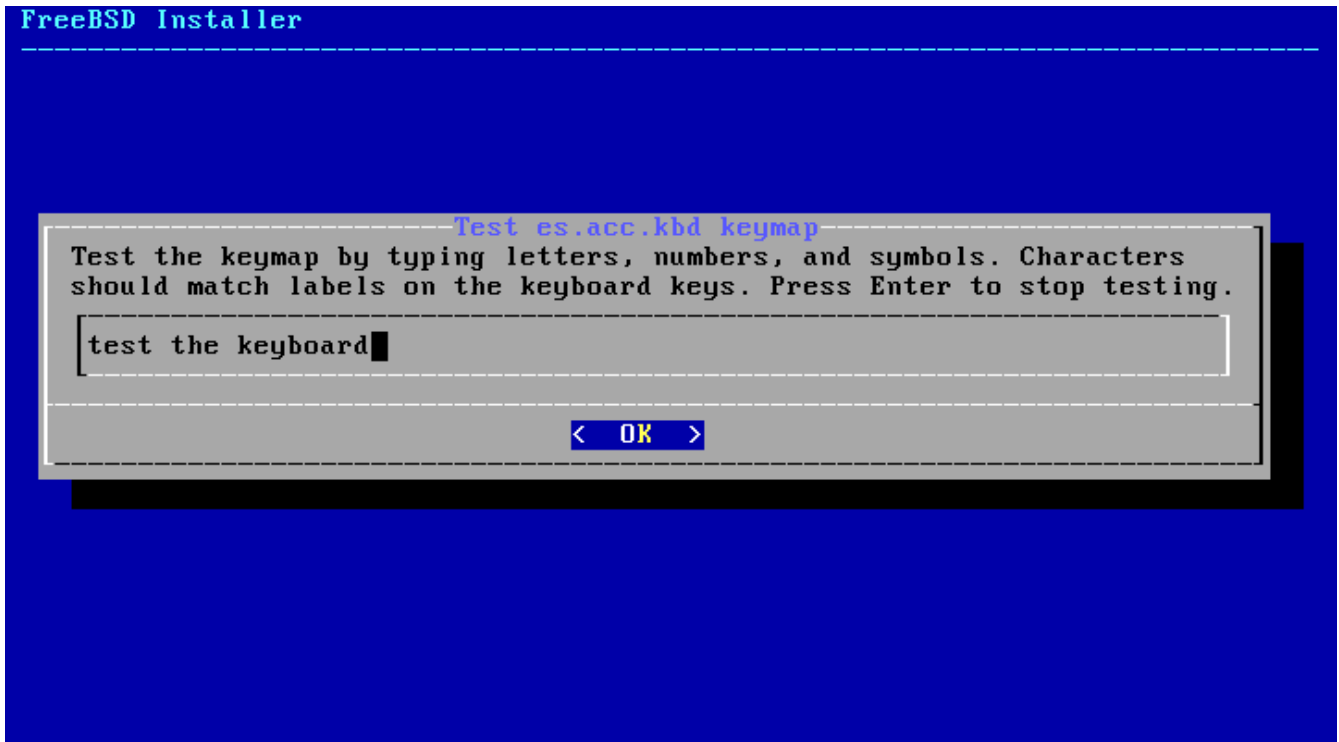 FreeBSD Installer
Test es.acc.kbd keymap
Test the keymap by typing letters, numbers, and symbols. Characters
should match labels on the keyboard keys. Press Enter to stop testing.
test the keyboard
< OK >